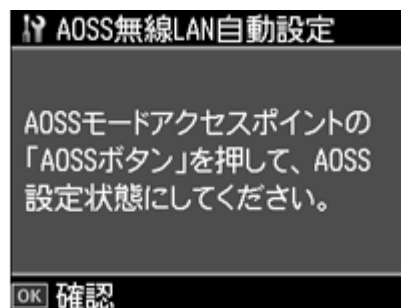 AOSS無線LAN自動設定
AOSSモードアクセスポイントの
「AOSSボタン」を押して、AOSS
設定状態にしてください。
OK 確認